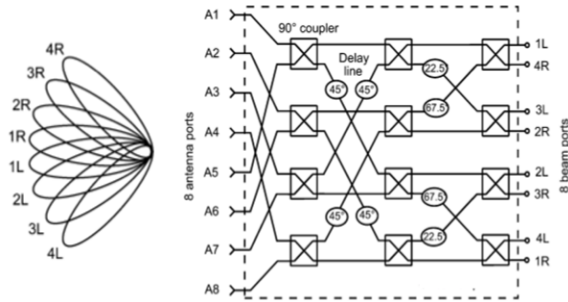 4R
3R
2R
1R
1L
2L
3L
4L
8 antenna ports
A1
A2
A3
A4
A5
A6
A7
A8
90° coupler
Delay
line
45°
45°
45°
45°
22.5
67.5
67.5
22.5
1L
4R
3L
2R
2L
3R
4L
1R
8 beam ports